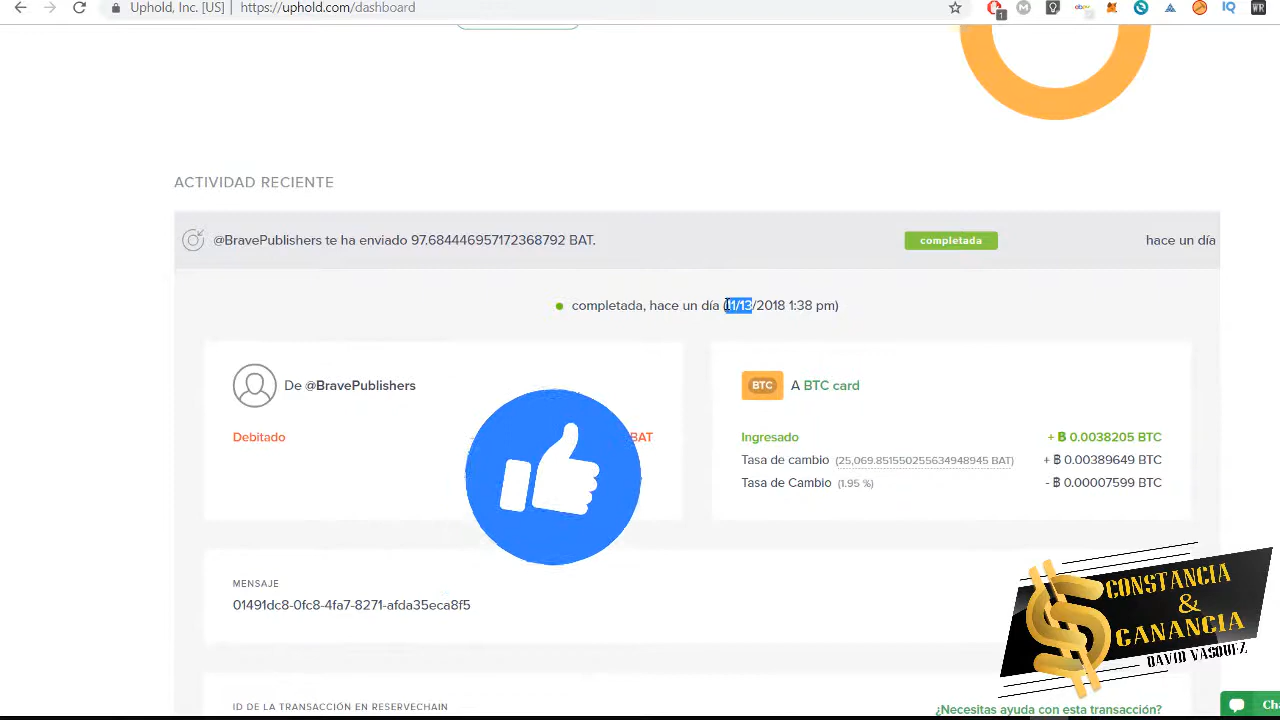 Uphold, Inc. [US] | https://uphold.com/dashboard
ACTIVIDAD RECIENTE
@BravePublishers te ha enviado 97.684446957172368792 BAT.
completada
hace un día
completada, hace un día (11/13/2018 1:38 pm)
De @BravePublishers
BTC
A BTC card
Debitado
BAT
Ingresado
+ ₿ 0.0038205 BTC
Tasa de cambio (25,069.851550255634948945 BAT)
+ ₿ 0.00389649 BTC
Tasa de Cambio (1.95 %)
- ₿ 0.00007599 BTC
MENSAJE
01491dc8-0fc8-4fa7-8271-afda35eca8f5
CONSTANCIA
&
GANANCIA
DAVID VASQUEZ
ID DE LA TRANSACCIÓN EN RESERVECHAIN
¿Necesitas ayuda con esta transacción?